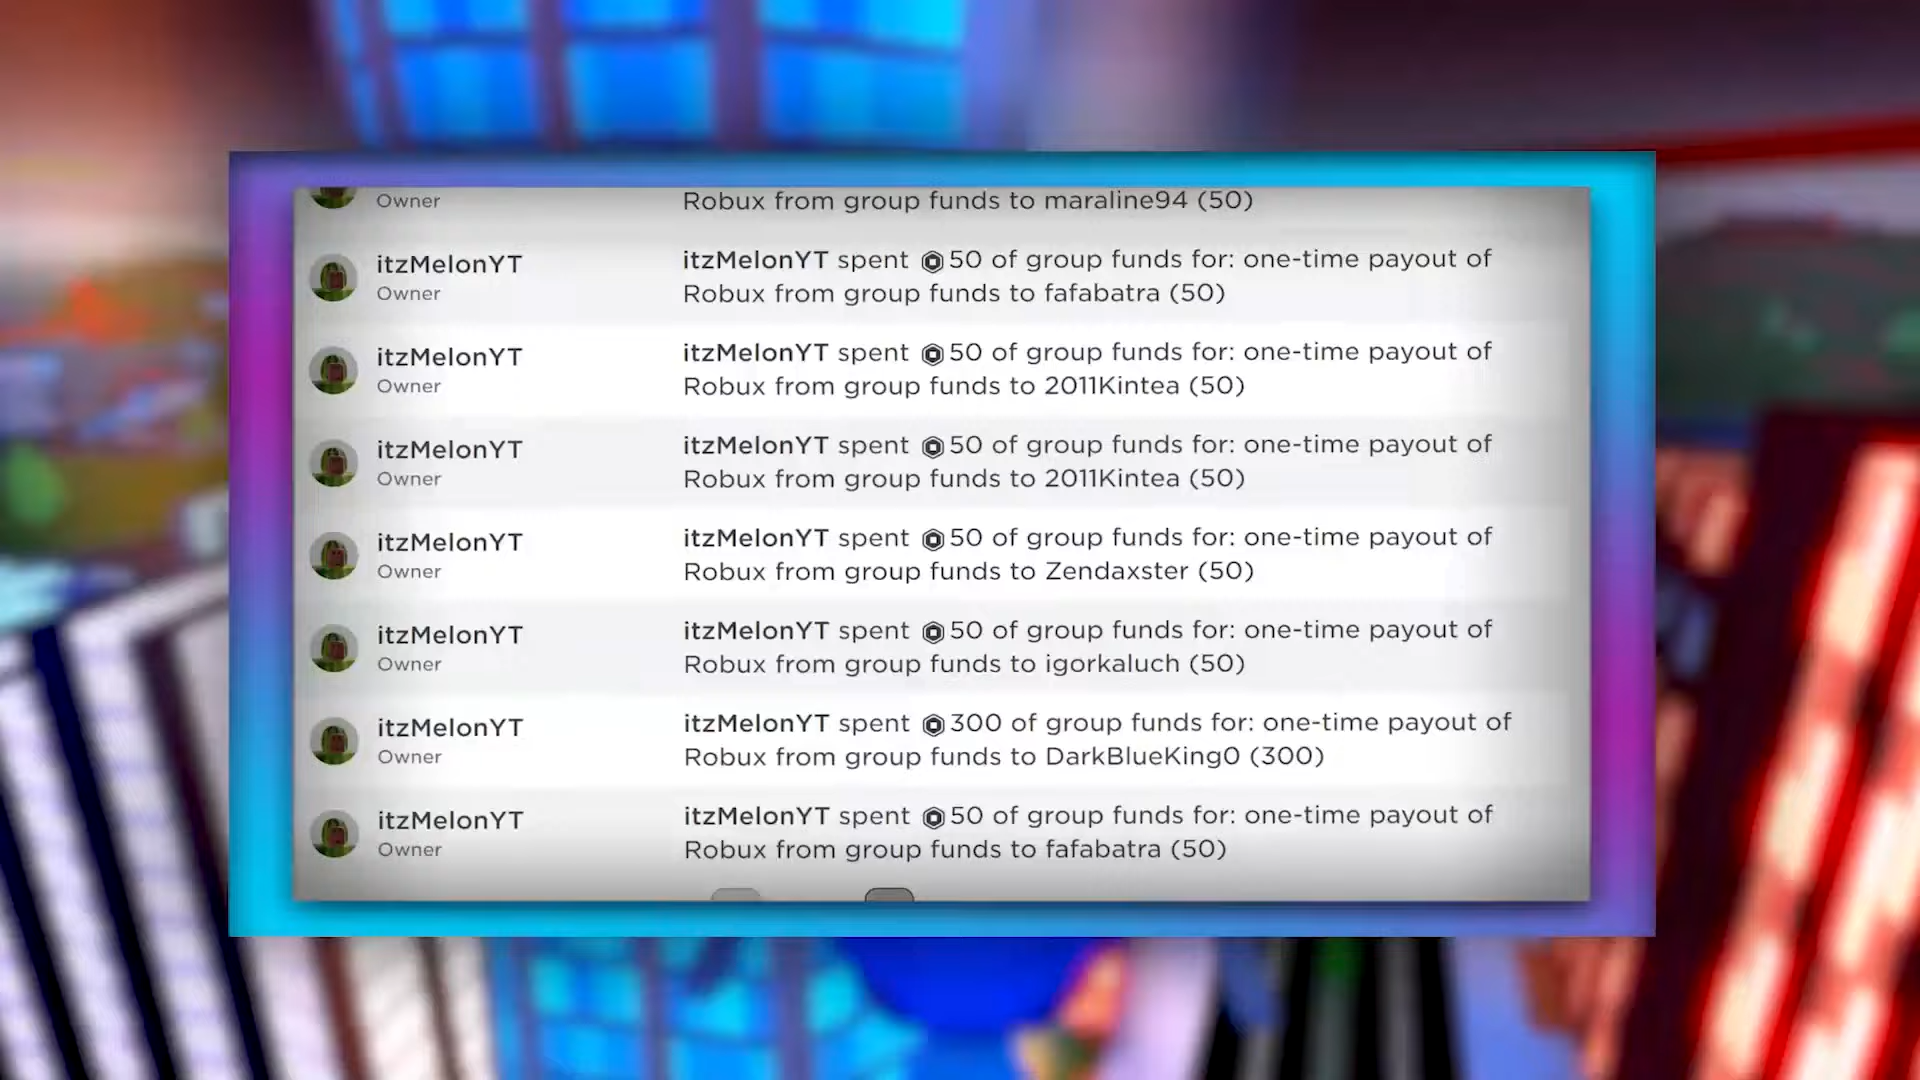 Owner
Robux from group funds to maraline94 (50)
itzMelonYT
Owner
itzMelonYT spent 50 of group funds for: one-time payout of
Robux from group funds to fafabatra (50)
itzMelonYT
Owner
itzMelonYT spent 50 of group funds for: one-time payout of
Robux from group funds to 2011Kintea (50)
itzMelonYT
Owner
itzMelonYT spent 50 of group funds for: one-time payout of
Robux from group funds to 2011Kintea (50)
itzMelonYT
Owner
itzMelonYT spent 50 of group funds for: one-time payout of
Robux from group funds to Zendaxster (50)
itzMelonYT
Owner
itzMelonYT spent 50 of group funds for: one-time payout of
Robux from group funds to igorkaluch (50)
itzMelonYT
Owner
itzMelonYT spent 300 of group funds for: one-time payout of
Robux from group funds to DarkBlueKing0 (300)
itzMelonYT
Owner
itzMelonYT spent 50 of group funds for: one-time payout of
Robux from group funds to fafabatra (50)